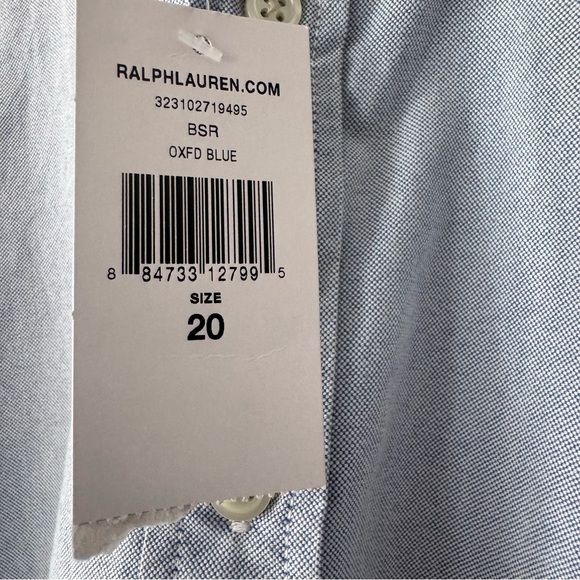 RALPHLAUREN.COM
323102719495
BSR
OXFD BLUE
8 84733 12799 5
SIZE
20